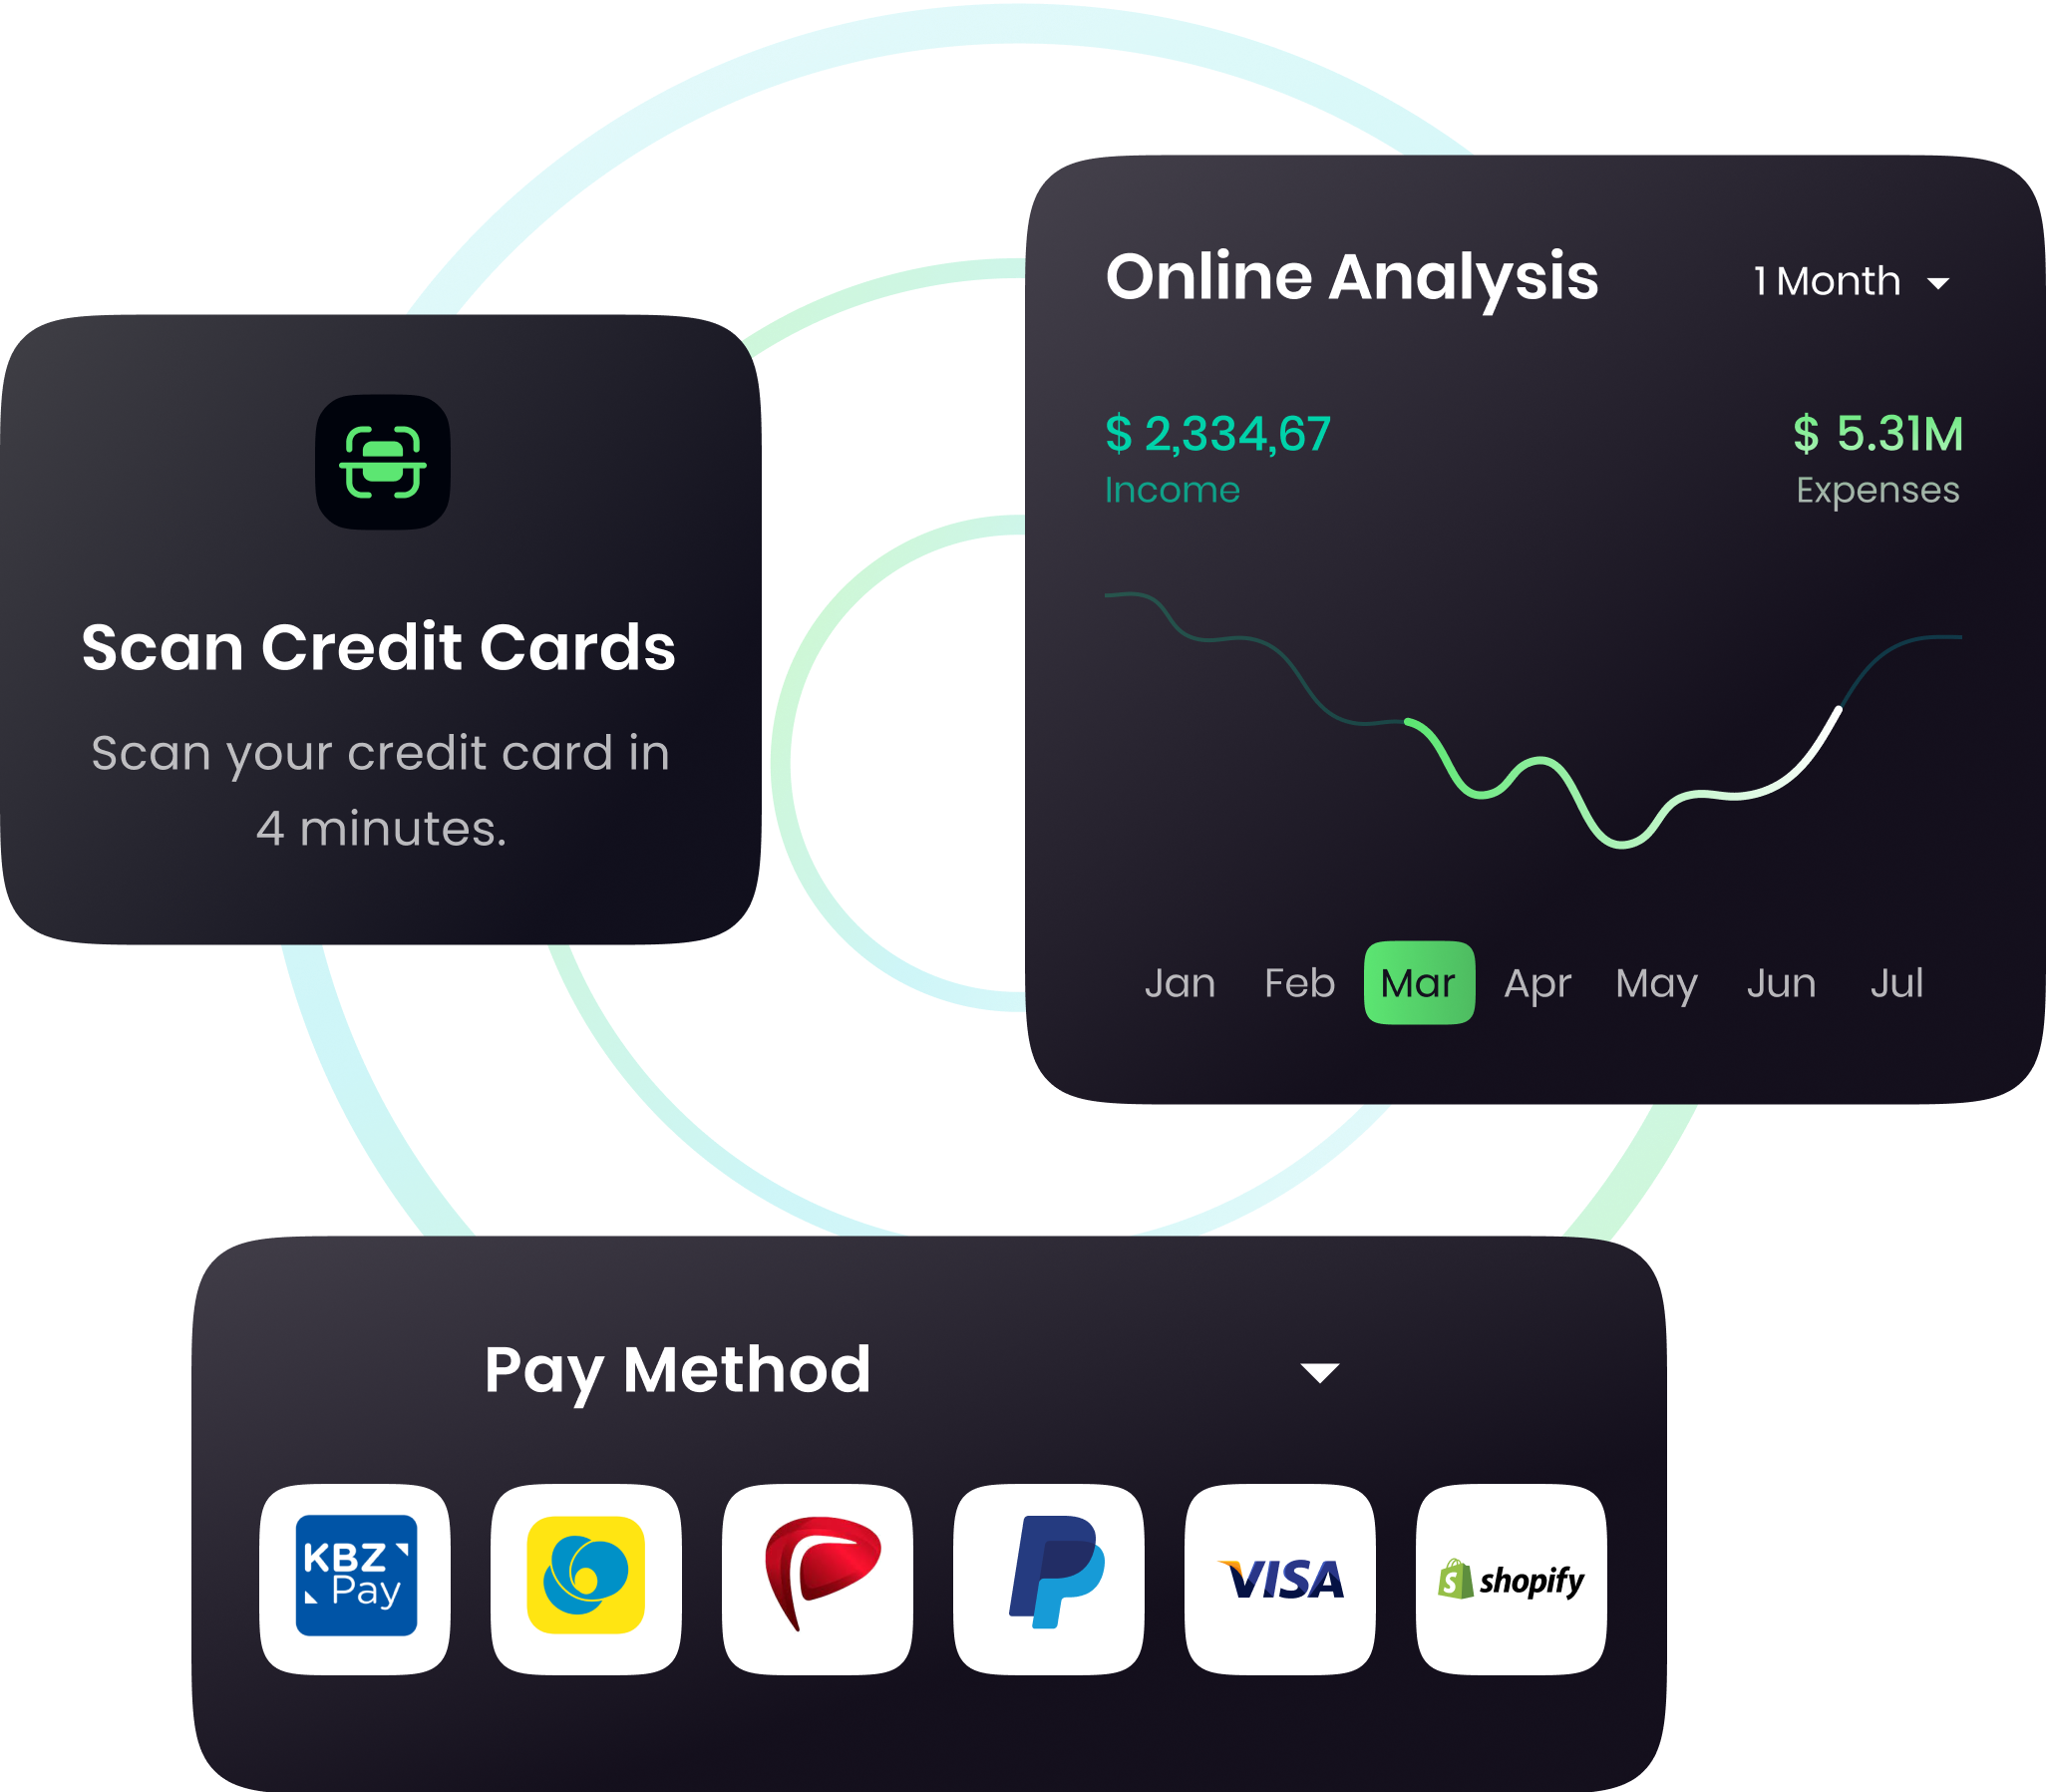 Online Analysis
1 Month
$ 2,334,67
$ 5.31M
Income
Expenses
Jan Feb Mar Apr May Jun Jul
Scan Credit Cards
Scan your credit card in
4 minutes.
Pay Method
KBZ
Pay
VISA
shopify